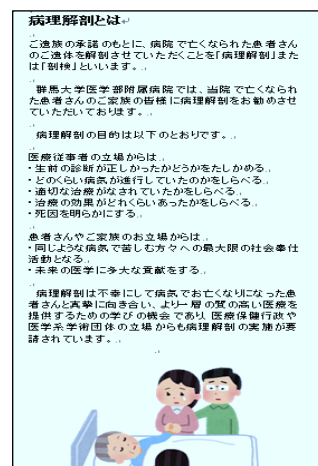 病理解剖とは
ご遺族の承諾のもとに、病院で亡くなられた患者さん
のご遺体を解剖させていただくことを「病理解剖」また
は「剖検」といいます。
群馬大学医学部附属病院では、当院で亡くなられ
た患者さんのご家族の皆様に病理解剖をお勧めさせ
ていただいております。
病理解剖の目的は以下のとおりです。
医療従事者の立場からは
・生前の診断が正しかったかどうかをたしかめる
・どのくらい病気が進行していたのかをしらべる
・適切な治療がなされていたかをしらべる
・治療の効果がどれくらいあったかをしらべる
・死因を明らかにする
患者さんやご家族のお立場からは
・同じような病気で苦しむ方々への最大限の社会奉仕
活動となる
・未来の医学に多大な貢献をする
病理解剖は不幸にして病気でお亡くなりになった患
者さんと真摯に向き合い、より一層の質の高い医療を
提供するための学びの機会であり、医療保健行政や
医学系学術団体の立場からも病理解剖の実施が要
請されています。